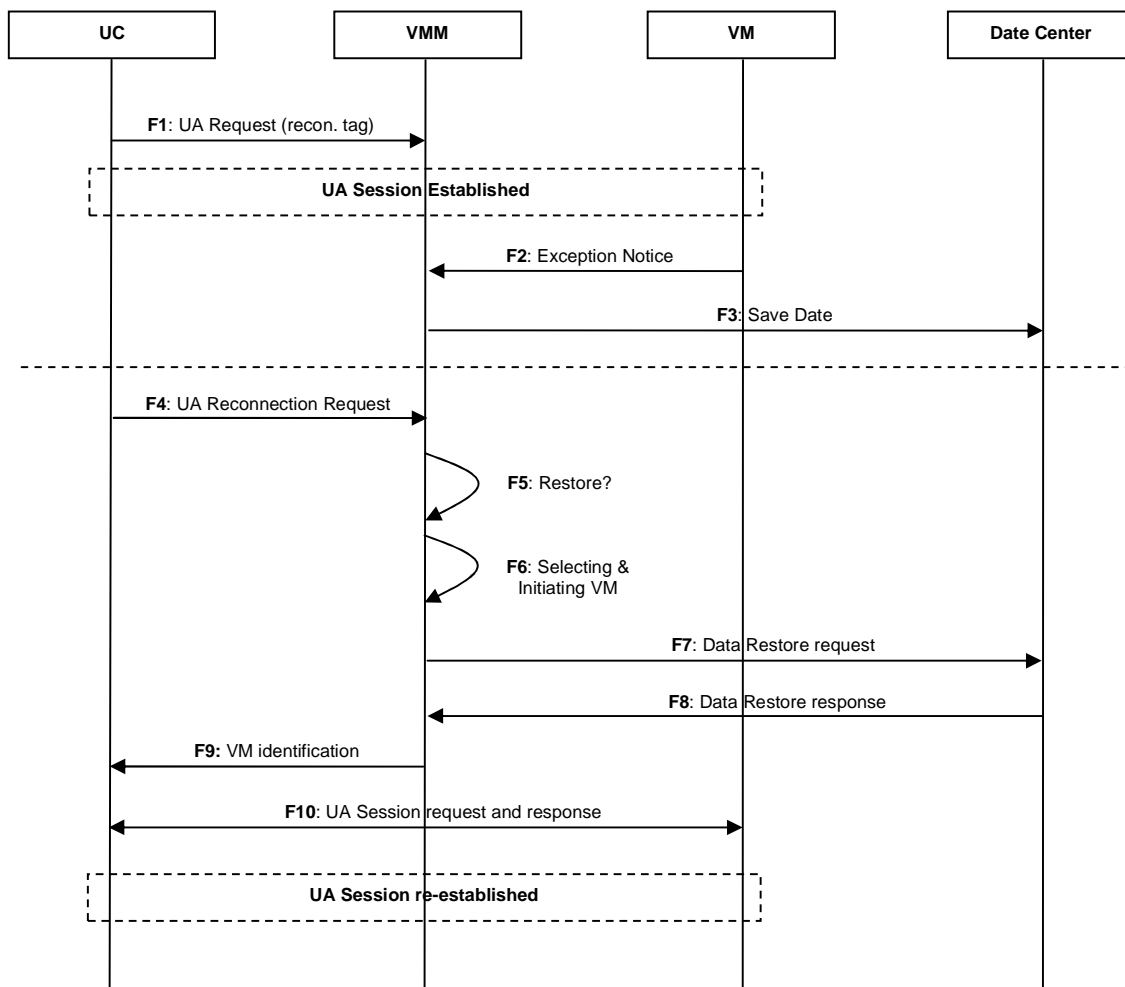 UC
VMM
VM
Date Center
F1: UA Request (recon. tag)
UA Session Established
F2: Exception Notice
F3: Save Date
F4: UA Reconnection Request
F5: Restore?
F6: Selecting &
Initiating VM
F7: Data Restore request
F8: Data Restore response
F9: VM identification
F10: UA Session request and response
UA Session re-established